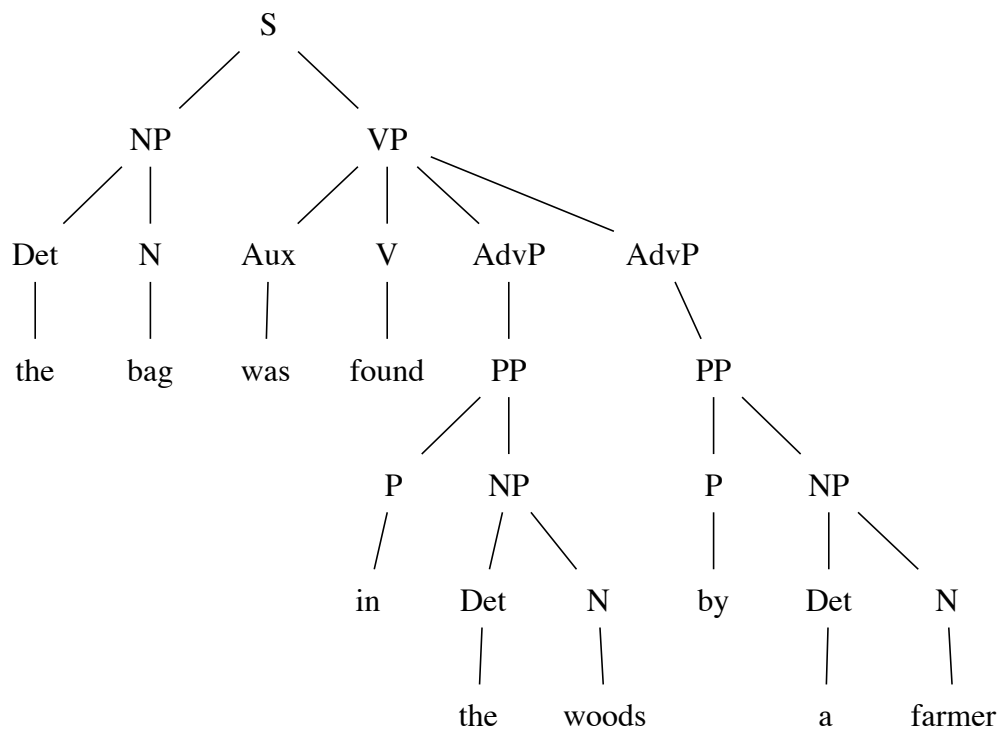 S
NP VP
Det N Aux V AdvP AdvP
the bag was found PP PP
P NP P NP
in Det N by Det N
the woods a farmer